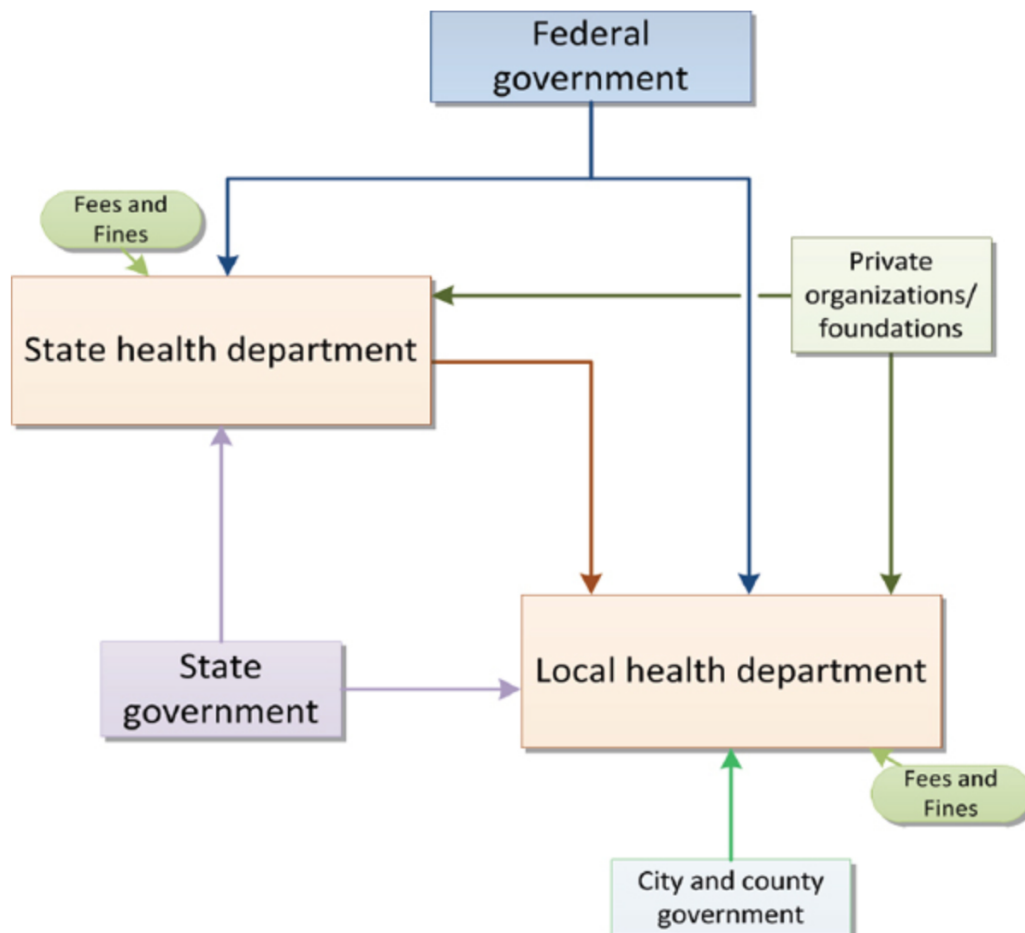 Federal
government
Fees and
Fines
Private
organizations/
foundations
State health department
State
government
Local health department
Fees and
Fines
City and county
government